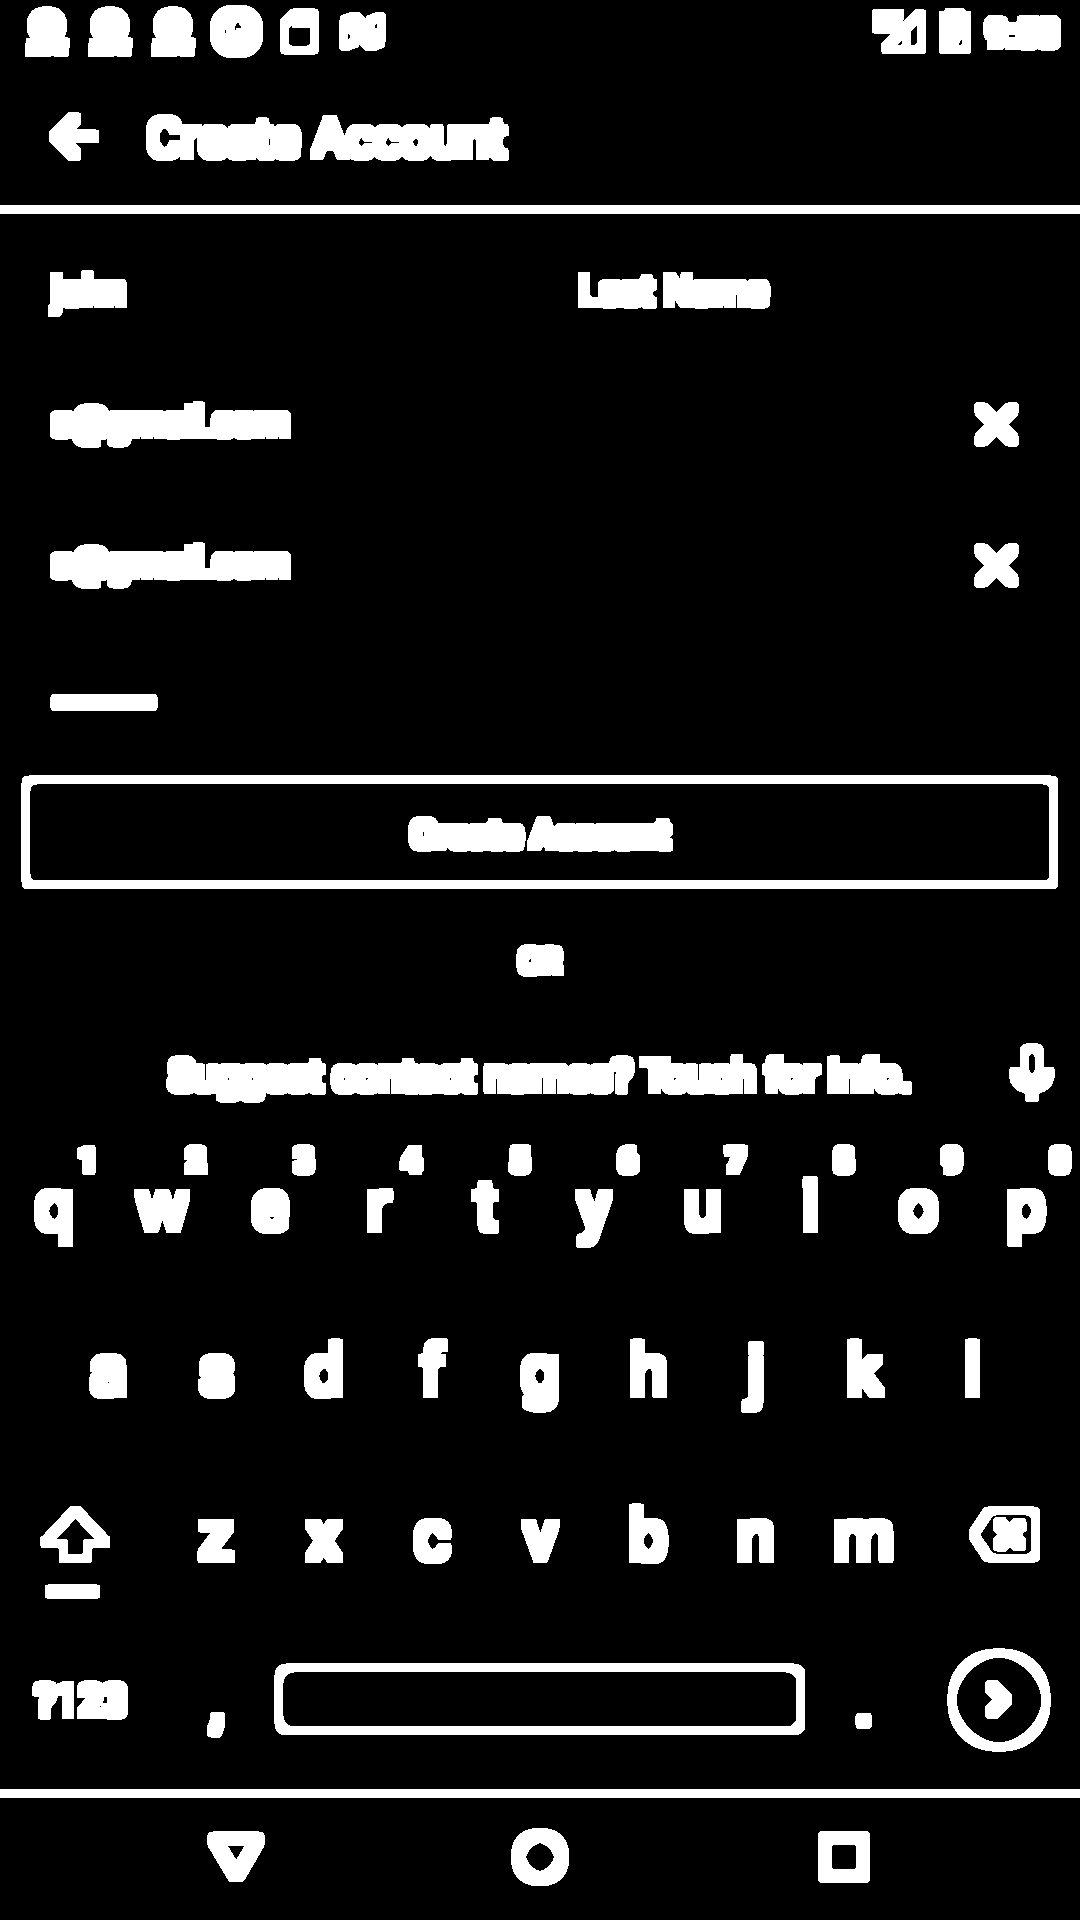 Create Account
John Last Name
a@gmail.com
a@gmail.com
Create Account
OR
Suggest contact names? Touch for info.
1 2 3 4 5 6 7 8 9 0
q w e r t y u i o p
a s d f g h j k l
z x c v b n m
?123 , .